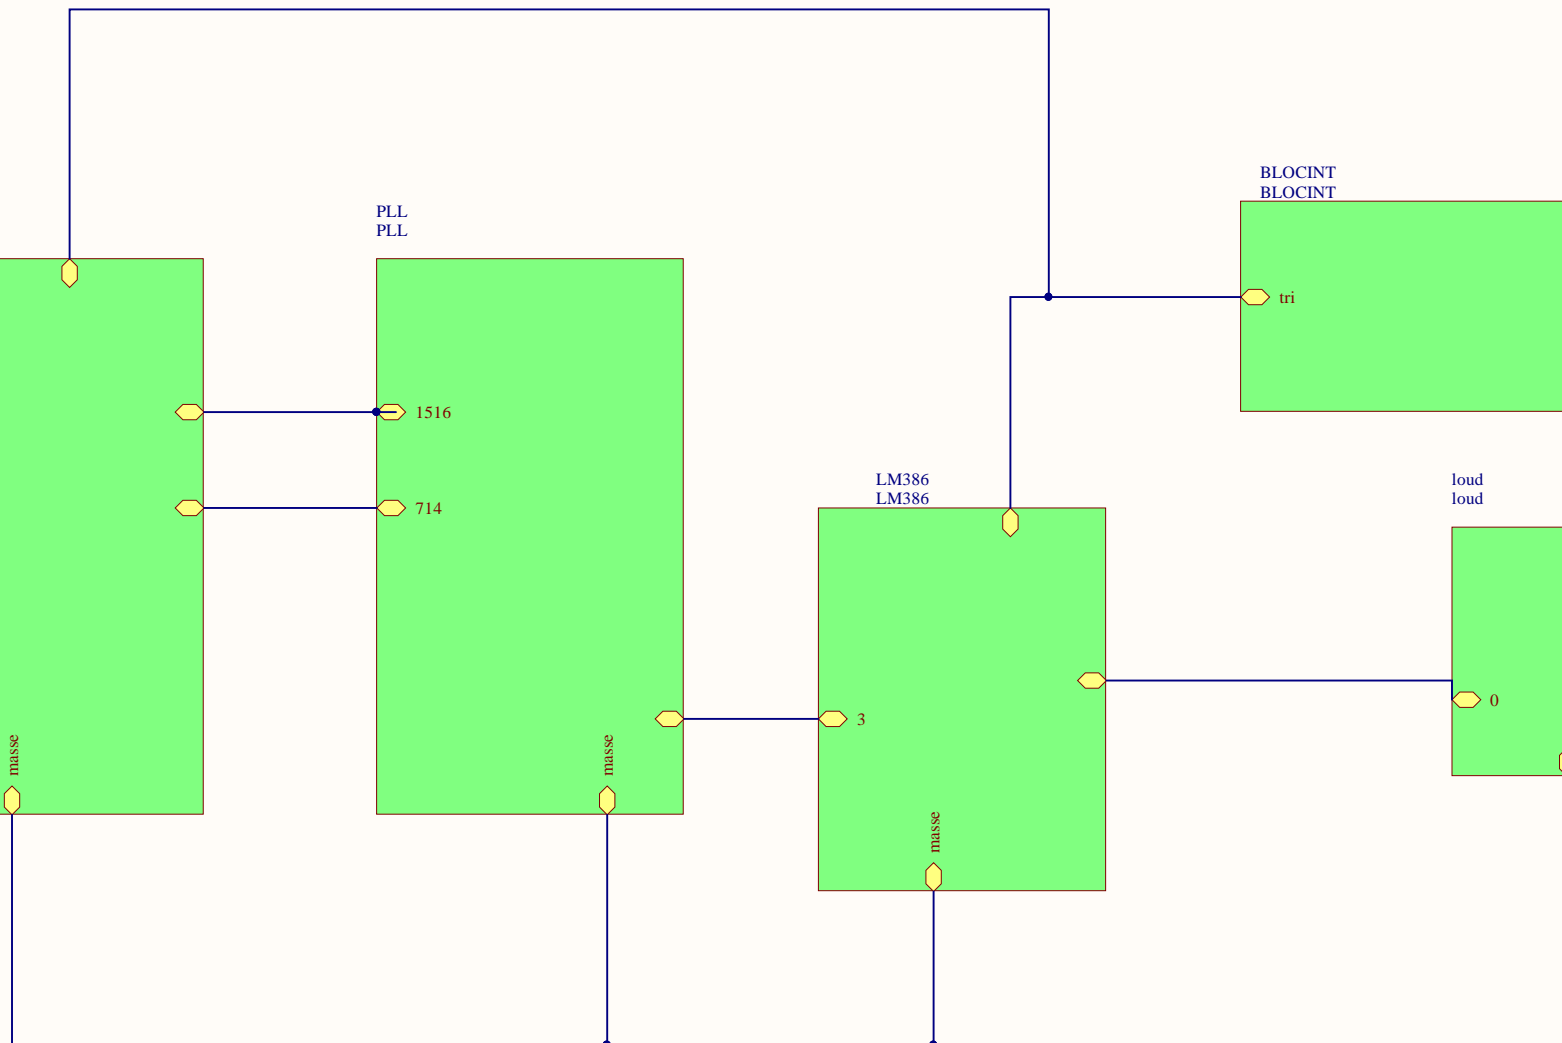 BLOCINT
BLOCINT
PLL
PLL
tri
1516
LM386
LM386
loud
loud
714
0
3
masse
masse
masse